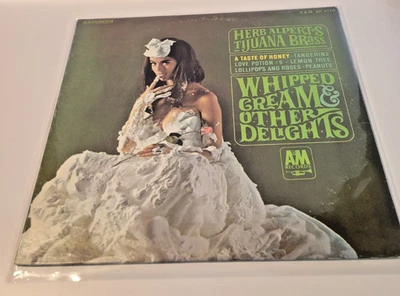 HERB ALPERT'S
TIJUANA BRASS
A TASTE OF HONEY · TANGERINE
LOVE POTION #9 · LEMON TREE
LOLLIPOPS AND ROSES · PEANUTS
WHIPPED
CREAM &
OTHER
DELIGHTS
A&M
RECORDS